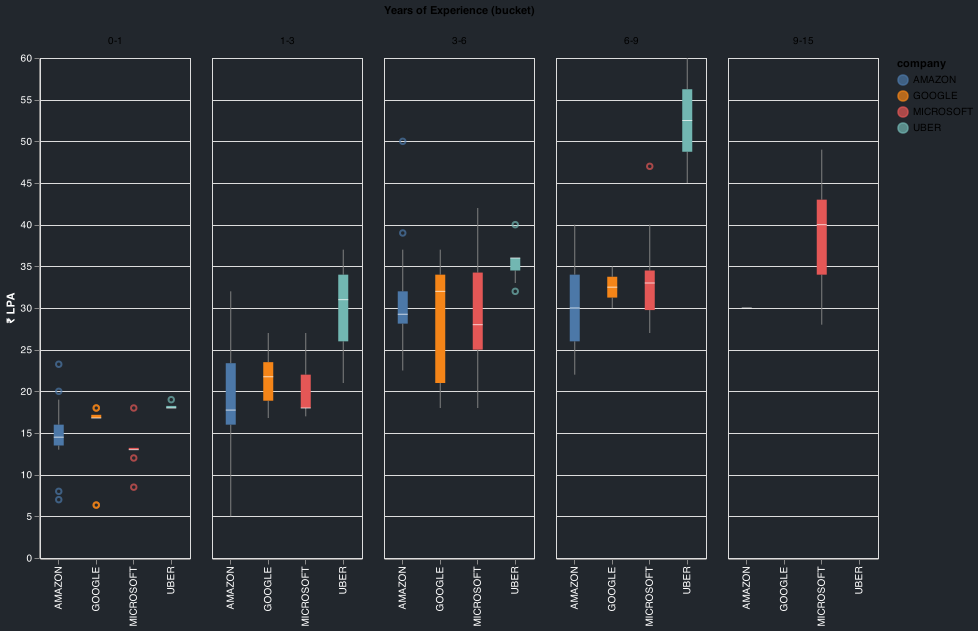 Years of Experience (bucket)
0-1 1-3 3-6 6-9 9-15
company
AMAZON
GOOGLE
MICROSOFT
UBER
₹ LPA
60
55
50
45
40
35
30
25
20
15
10
5
0
AMAZON GOOGLE MICROSOFT UBER AMAZON GOOGLE MICROSOFT UBER AMAZON GOOGLE MICROSOFT UBER AMAZON GOOGLE MICROSOFT UBER AMAZON GOOGLE MICROSOFT UBER